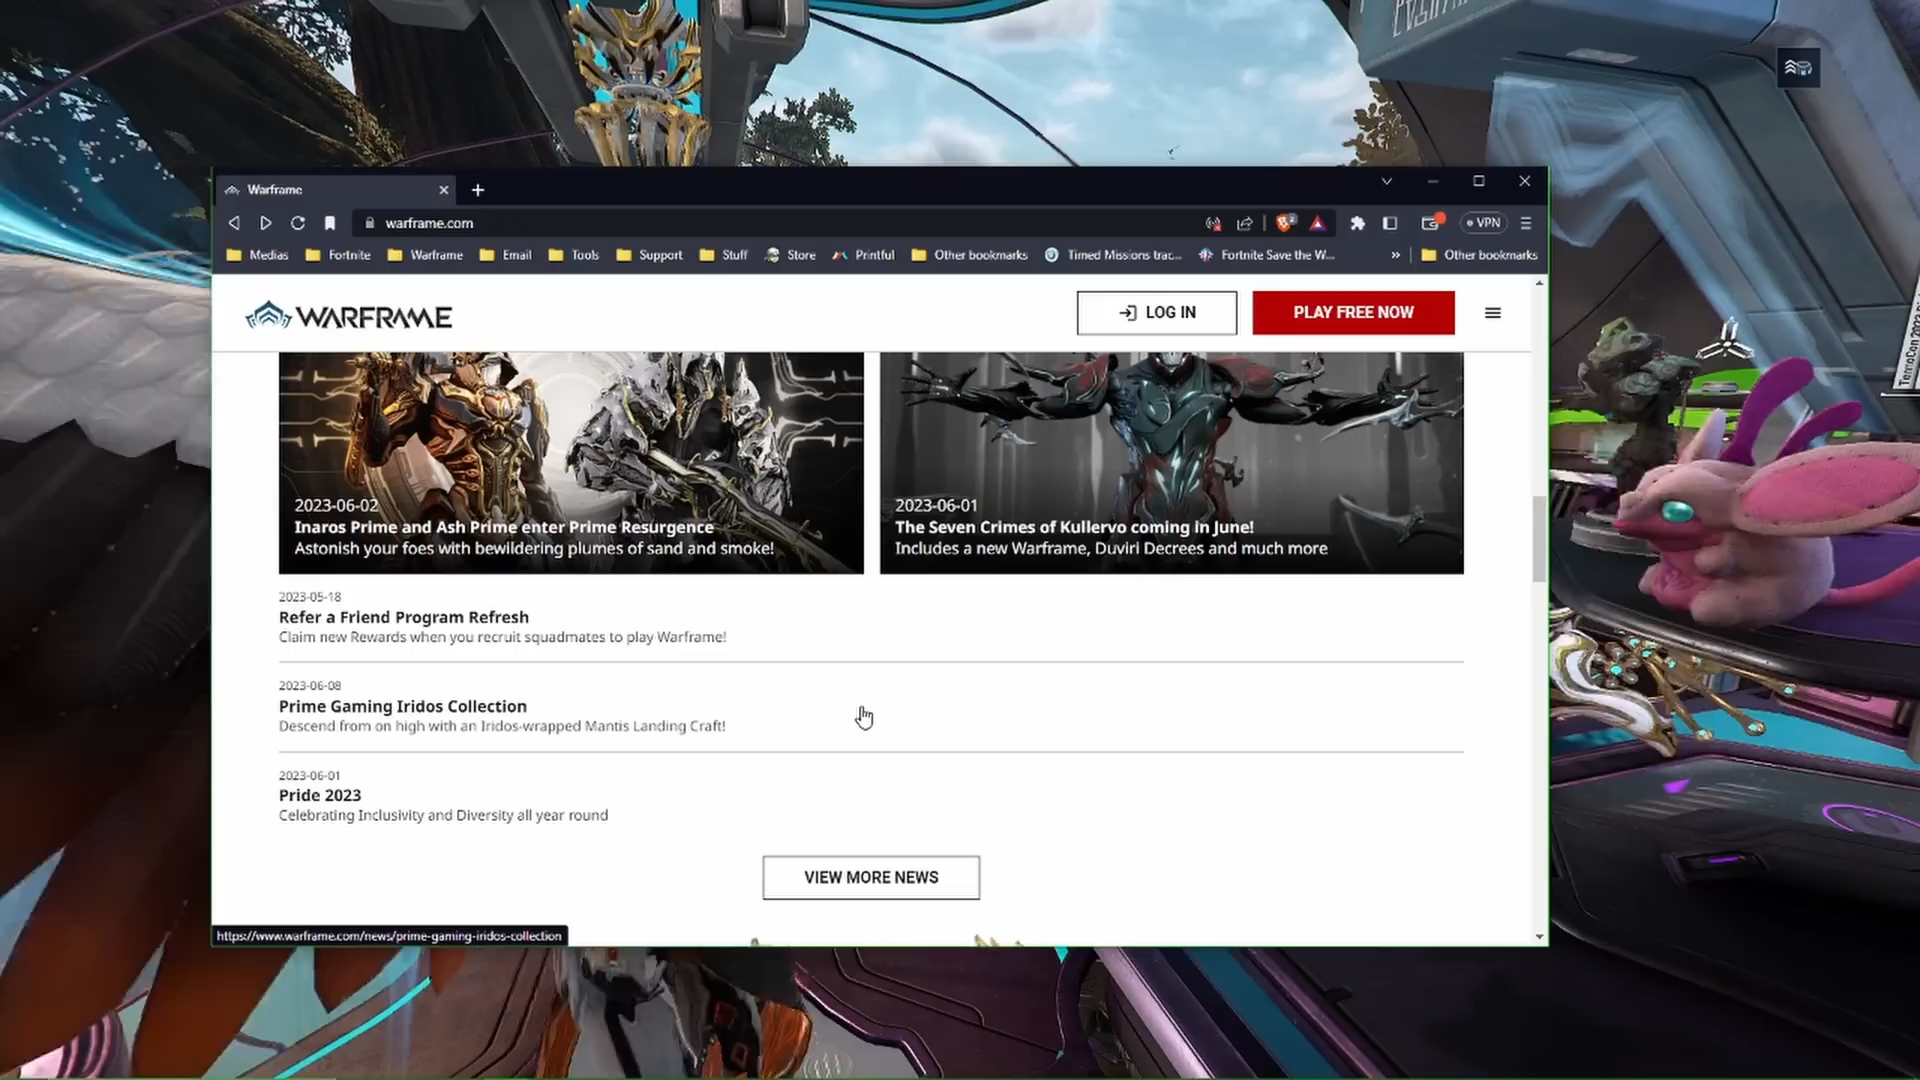 Warframe
warframe.com
VPN
Medias
Fortnite
Warframe
Email
Tools
Support
Stuff
Store
Printful
Other bookmarks
Timed Missions trac...
Fortnite Save the W...
»
Other bookmarks
WARFRAME
LOG IN
PLAY FREE NOW
2023-06-02
Inaros Prime and Ash Prime enter Prime Resurgence
Astonish your foes with bewildering plumes of sand and smoke!
2023-06-01
The Seven Crimes of Kullervo coming in June!
Includes a new Warframe, Duviri Decrees and much more
2023-05-18
Refer a Friend Program Refresh
Claim new Rewards when you recruit squadmates to play Warframe!
2023-06-08
Prime Gaming Iridos Collection
Descend from on high with an Iridos-wrapped Mantis Landing Craft!
2023-06-01
Pride 2023
Celebrating Inclusivity and Diversity all year round
VIEW MORE NEWS
https://www.warframe.com/news/prime-gaming-iridos-collection